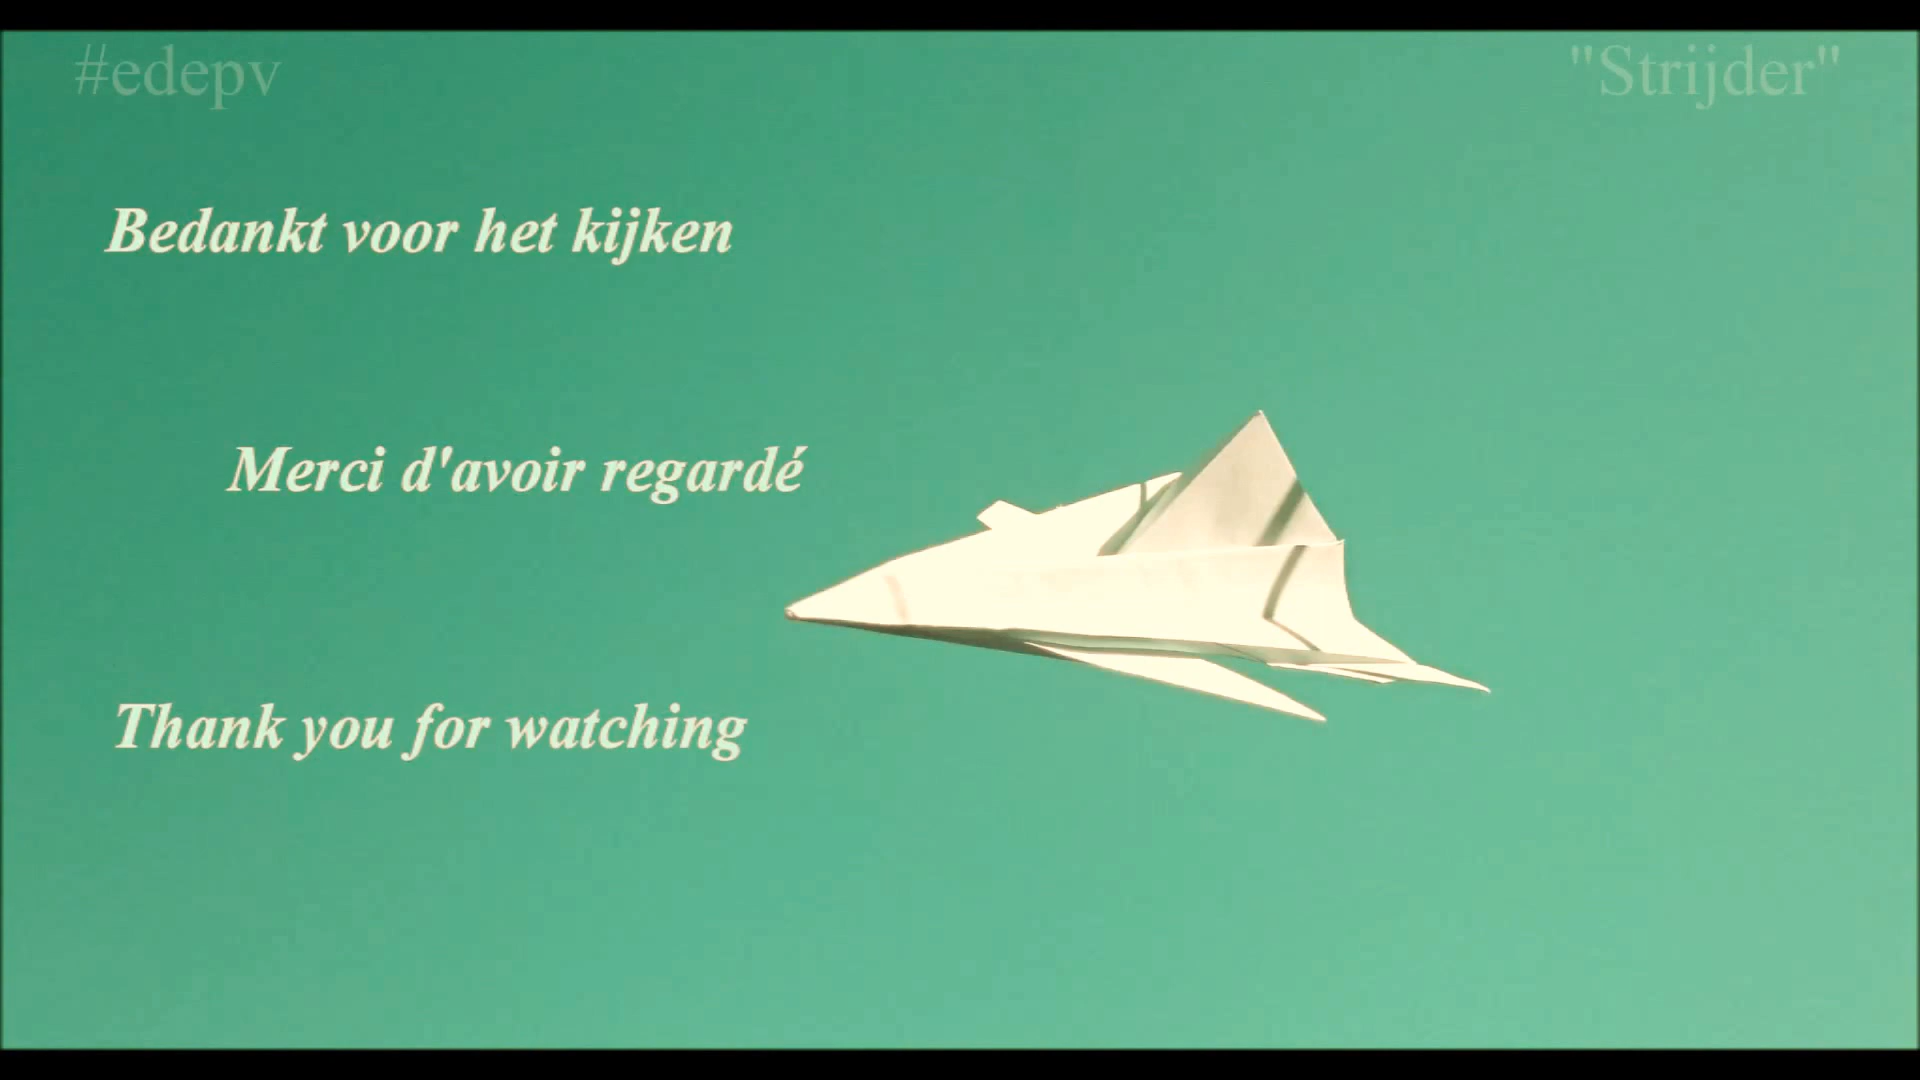 #edepv
"Strijder"
Bedankt voor het kijken
Merci d'avoir regardé
Thank you for watching